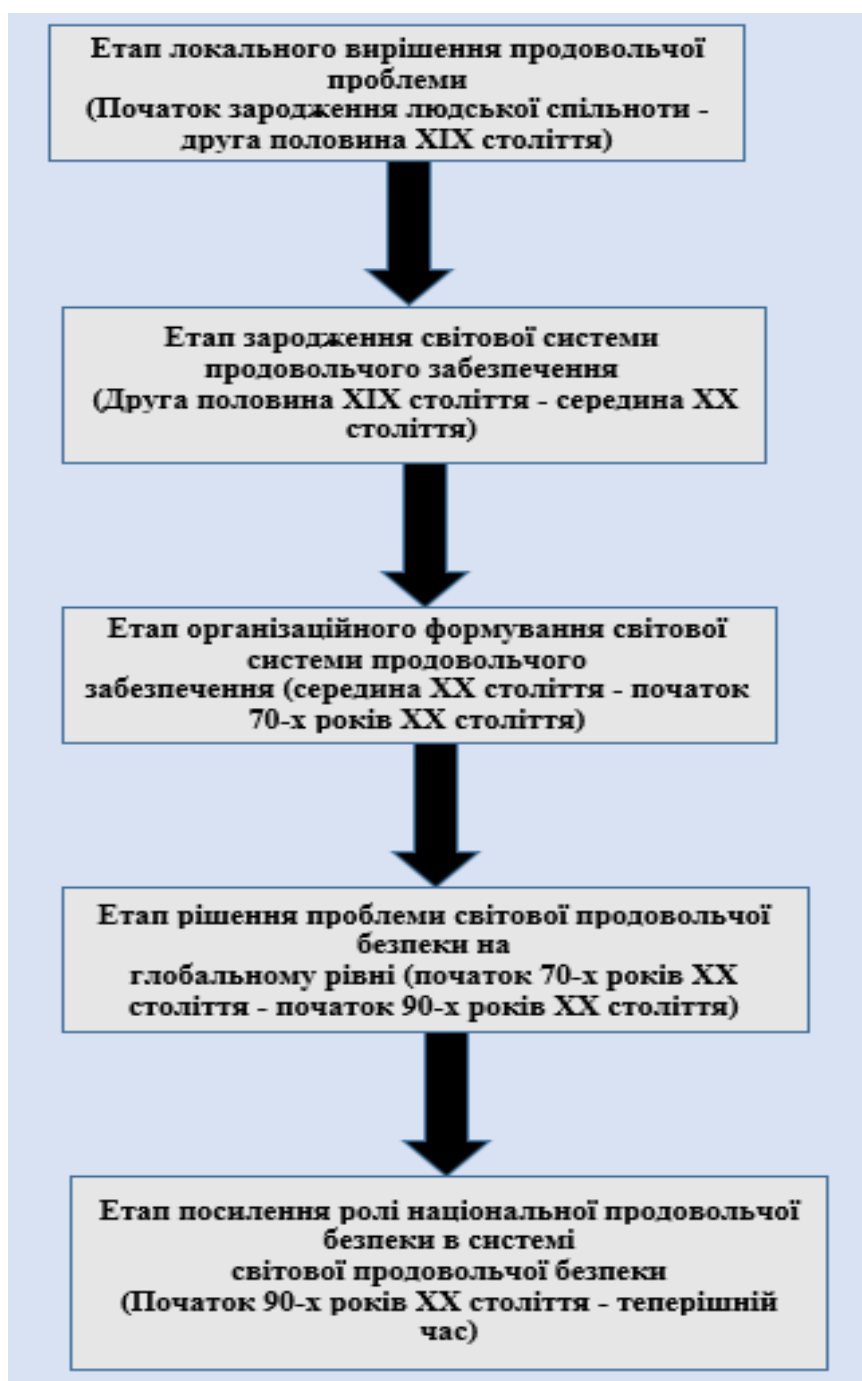 Етап локального вирішення продовольчої
проблеми
(Початок зародження людської спільноти -
друга половина XIX століття)
Етап зародження світової системи
продовольчого забезпечення
(Друга половина XIX століття - середина XX
століття)
Етап організаційного формування світової
системи продовольчого
забезпечення (середина XX століття - початок
70-х років XX століття)
Етап рішення проблеми світової продовольчої
безпеки на
глобальному рівні (початок 70-х років XX
століття - початок 90-х років XX століття)
Етап посилення ролі національної продовольчої
безпеки в системі
світової продовольчої безпеки
(Початок 90-х років XX століття - теперішній
час)